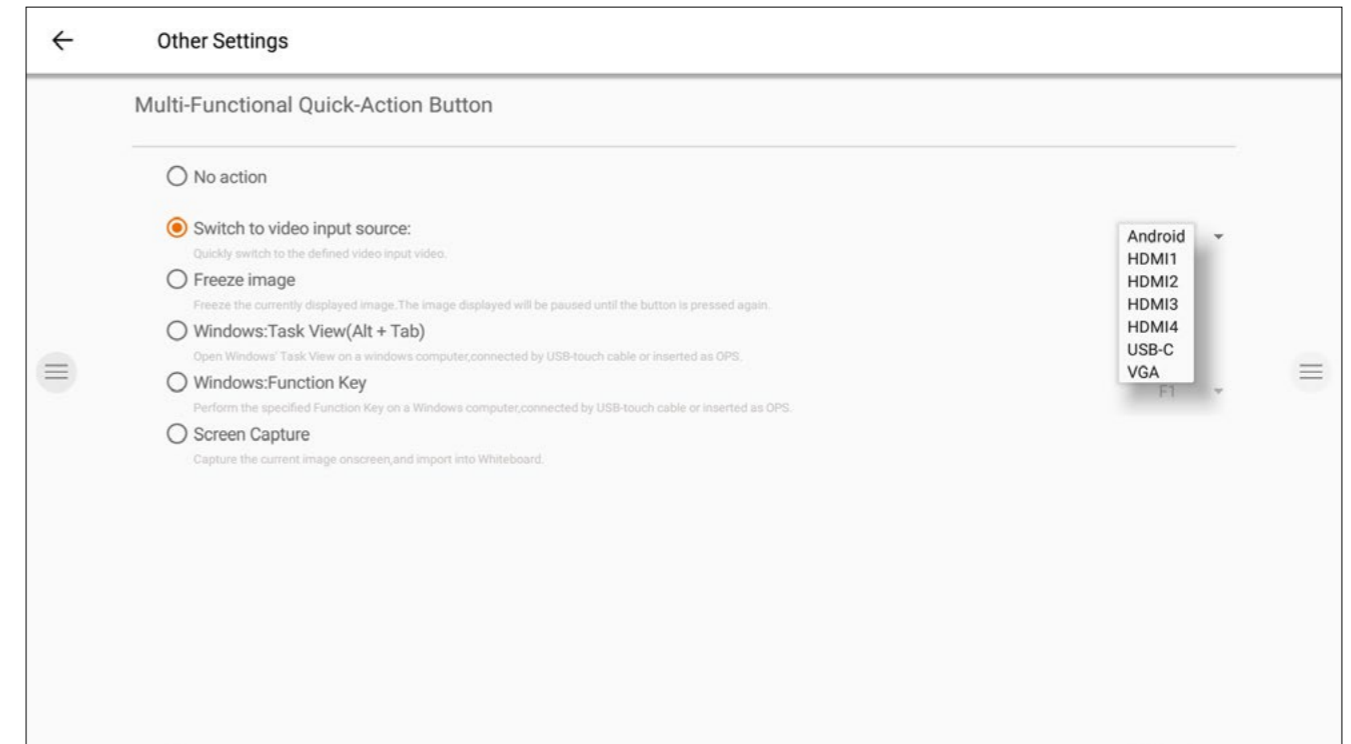 Other Settings
Multi-Functional Quick-Action Button
No action
Switch to video input source:
Quickly switch to the defined video input video.
Freeze image
Freeze the currently displayed image.The image displayed will be paused until the button is pressed again.
Windows:Task View(Alt + Tab)
Open Windows' Task View on a windows computer,connected by USB-touch cable or inserted as OPS.
Windows:Function Key
Perform the specified Function Key on a Windows computer,connected by USB-touch cable or inserted as OPS.
Screen Capture
Capture the current image onscreen,and import into Whiteboard.
Android
HDMI1
HDMI2
HDMI3
HDMI4
USB-C
VGA
F1